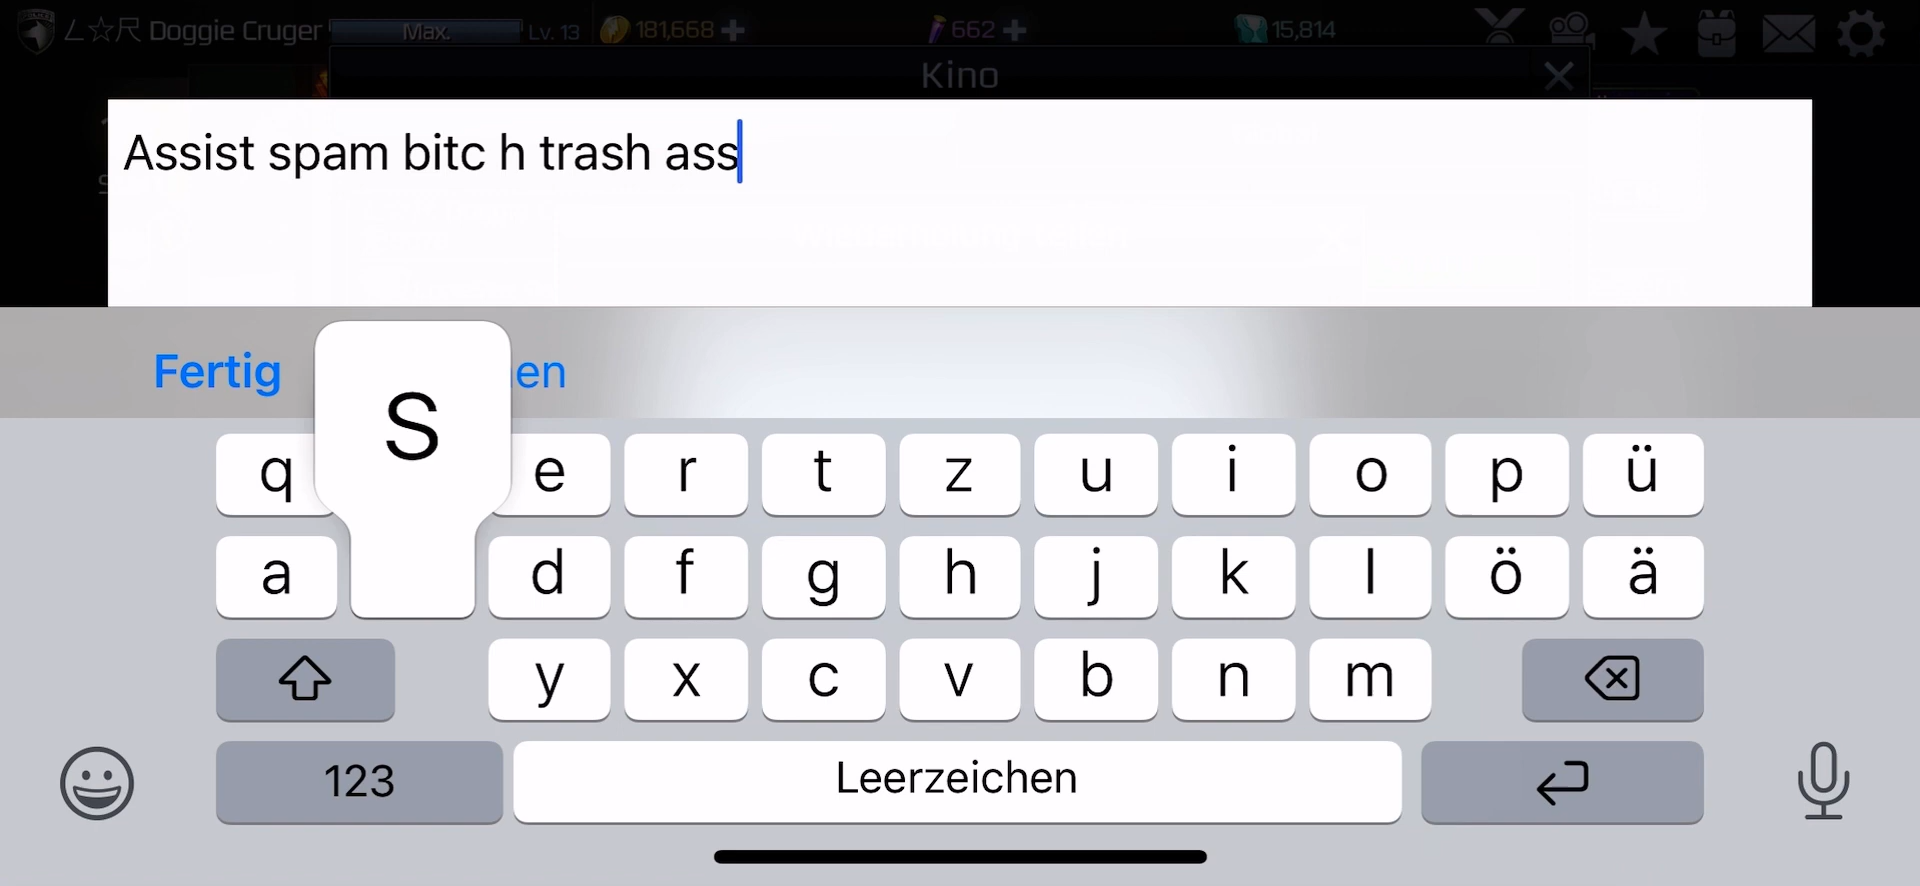 ∠☆尺 Doggie Cruger Max. Lv. 13 181,668 662 15,814
Kino
Assist spam bitc h trash ass
Fertig en
S
q e r t z u i o p ü
a d f g h j k l ö ä
y x c v b n m
123 Leerzeichen